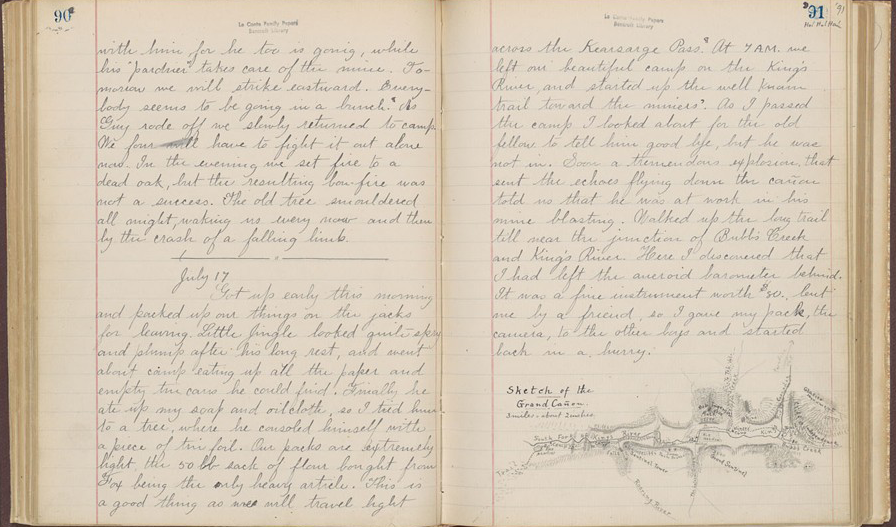 90
Le Conte Family Papers
Bancroft Library
with him for he too is going, while
his "pardner" takes care of the mine. To-
morrow we will strike eastward. Every-
body seems to be going in a bunch." As
Guy rode off we slowly returned to camp.
We four will have to fight it out alone
now. In the evening we set fire to a
dead oak, but the resulting bon-fire was
not a success. The old tree smouldered
all night, waking us every now and then
by the crash of a falling limb.
July 17
Got up early this morning
and packed up our things on the jacks
for leaving. Little Jingle looked quite spry
and plump after his long rest, and went
about camp eating up all the paper and
empty tin cans he could find. Finally he
ate up my soap and oilcloth, so I tied him
to a tree, where he consoled himself with
a piece of tin foil. Our packs are extremely
light, the 50 lb sack of flour bought from
Fox being the only heavy article. This is
a good thing as we will travel light
91
Le Conte Family Papers
Bancroft Library
across the Kearsarge Pass." At 7 A.M. we
left our beautiful camp on the King's
River, and started up the well known
trail toward the miners'. As I passed
the camp I looked about for the old
fellow to tell him good bye, but he was
not in. Soon a tremendous explosion, that
sent the echoes flying down the cañon
told us that he was at work in his
mine blasting. Walked up the long trail
till near the junction of Bubb's Creek
and King's River. Here I discovered that
I had left the aneroid barometer behind.
It was a fine instrument worth $30. lent
me by a friend, so I gave my pack, the
camera, to the other boys and started
back in a hurry.
Sketch of the
Grand Cañon.
South Fork
Roaring River